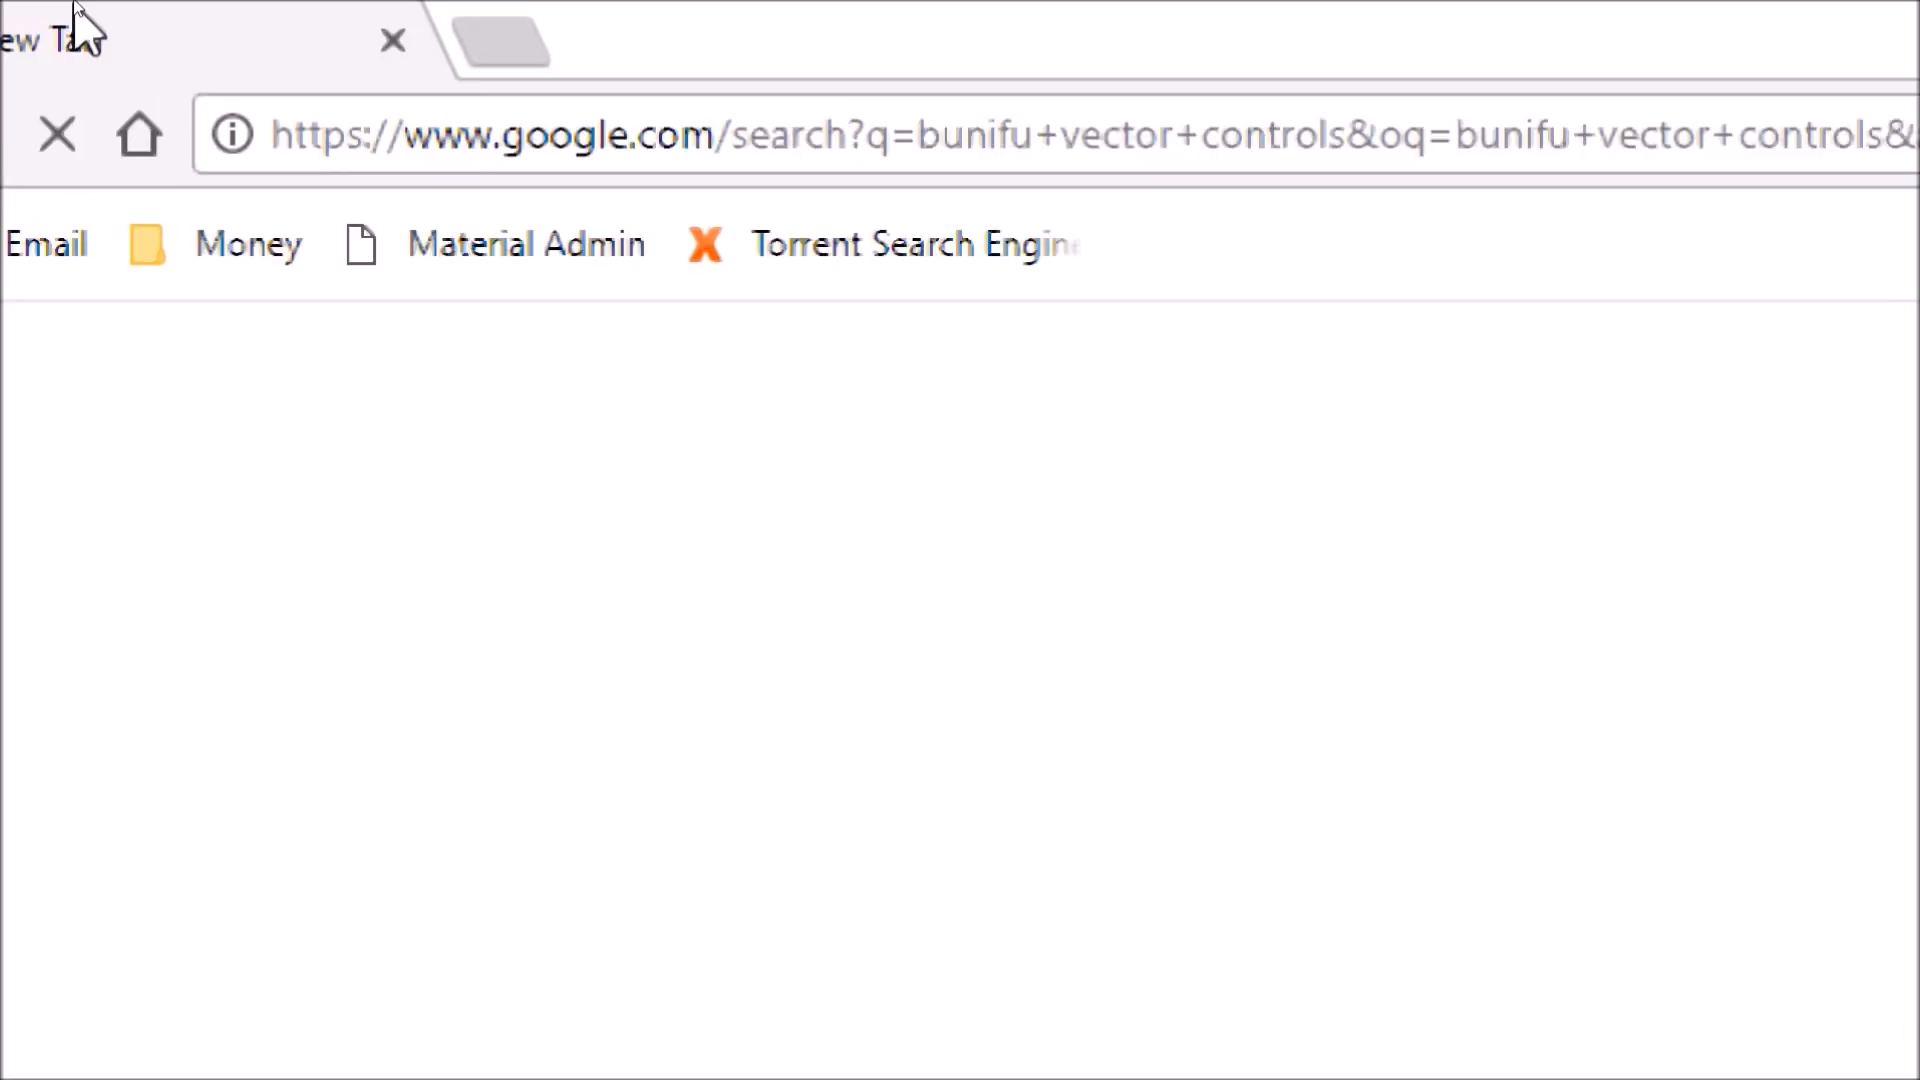 ew Ta
https://www.google.com/search?q=bunifu+vector+controls&oq=bunifu+vector+controls&
Email Money Material Admin Torrent Search Engine